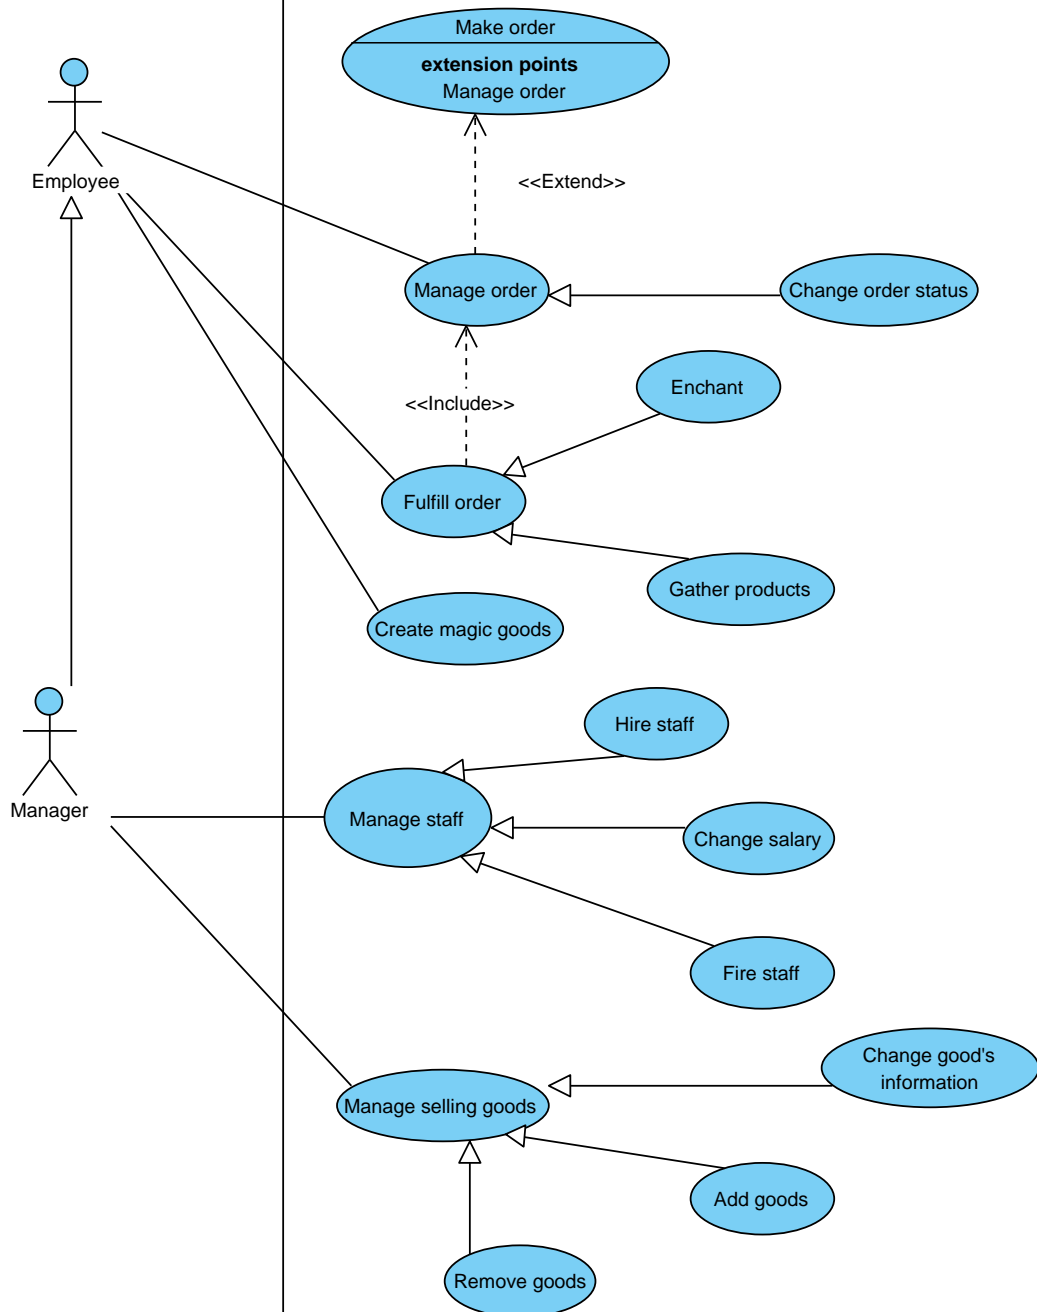 Make order
extension points
Manage order
Employee
<<Extend>>
Manage order
Change order status
Enchant
<<Include>>
Fulfill order
Gather products
Create magic goods
Hire staff
Manager
Manage staff
Change salary
Fire staff
Change good's
information
Manage selling goods
Add goods
Remove goods